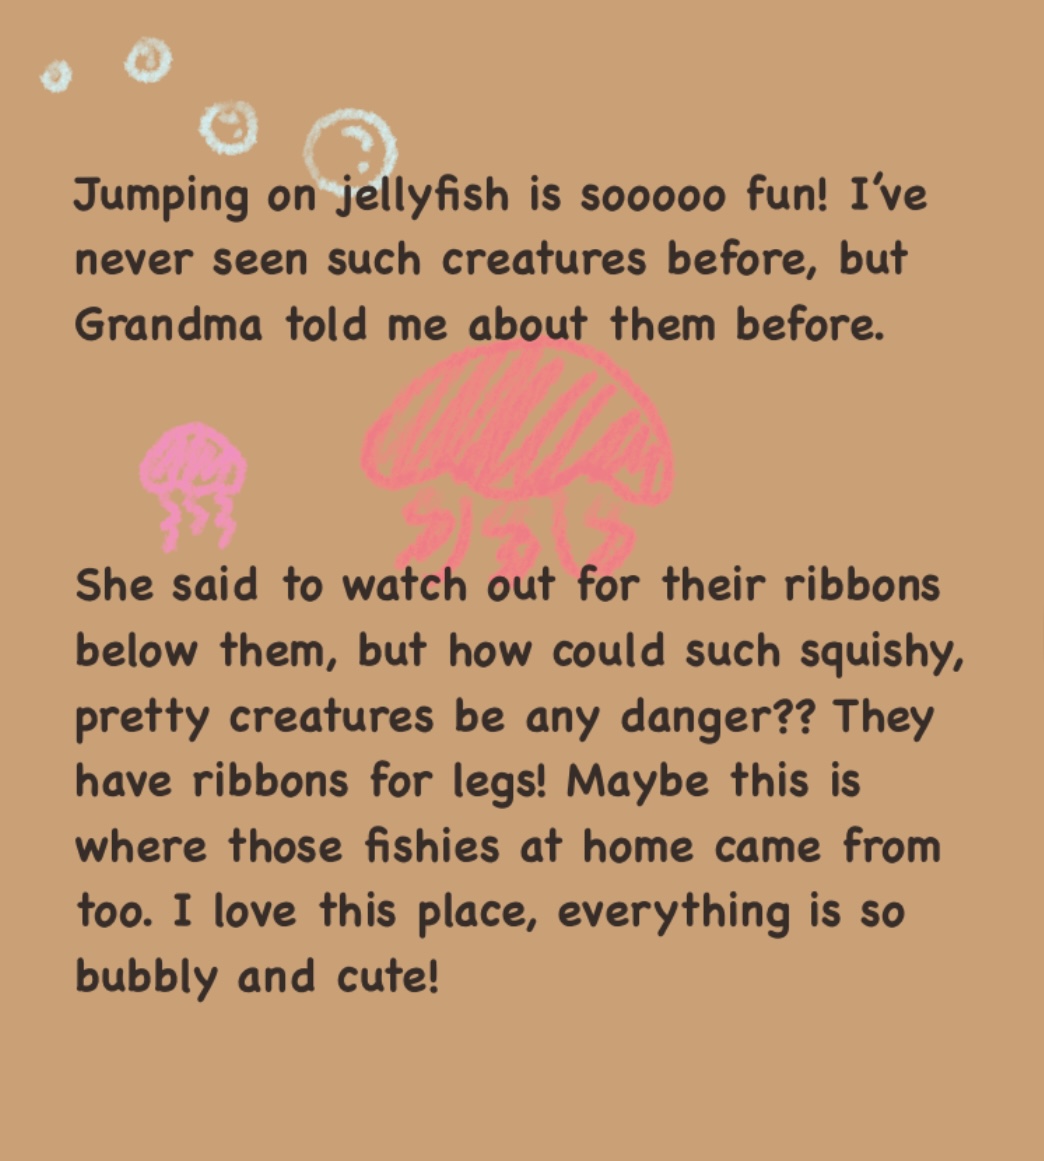 Jumping on jellyfish is sooooo fun! I've
never seen such creatures before, but
Grandma told me about them before.
She said to watch out for their ribbons
below them, but how could such squishy,
pretty creatures be any danger?? They
have ribbons for legs! Maybe this is
where those fishies at home came from
too. I love this place, everything is so
bubbly and cute!